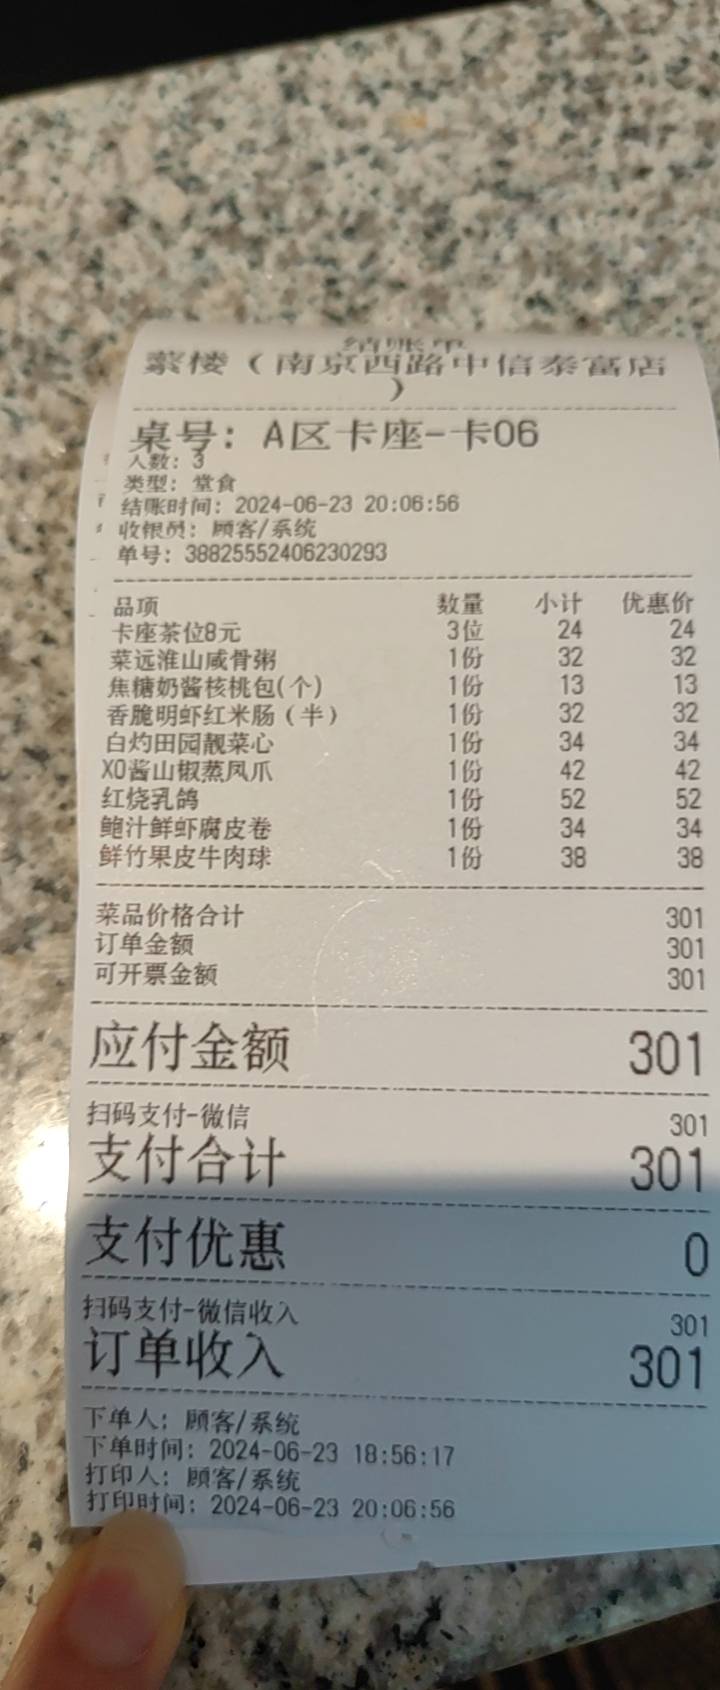 结账单
紫楼（南京西路中信泰富店
）
桌号：A区卡座-卡06
人数：3
类型：堂食
结账时间：2024-06-23 20:06:56
收银员：顾客/系统
单号：38825552406230293
品项 数量 小计 优惠价
卡座茶位8元 3位 24 24
菜远淮山咸骨粥 1份 32 32
焦糖奶酱核桃包(个) 1份 13 13
香脆明虾红米肠（半） 1份 32 32
白灼田园靓菜心 1份 34 34
XO酱山椒蒸凤爪 1份 42 42
红烧乳鸽 1份 52 52
鲍汁鲜虾腐皮卷 1份 34 34
鲜竹果皮牛肉球 1份 38 38
菜品价格合计 301
订单金额 301
可开票金额 301
应付金额 301
扫码支付-微信 301
支付合计 301
支付优惠 0
扫码支付-微信收入 301
订单收入 301
下单人：顾客/系统
下单时间：2024-06-23 18:56:17
打印人：顾客/系统
打印时间：2024-06-23 20:06:56